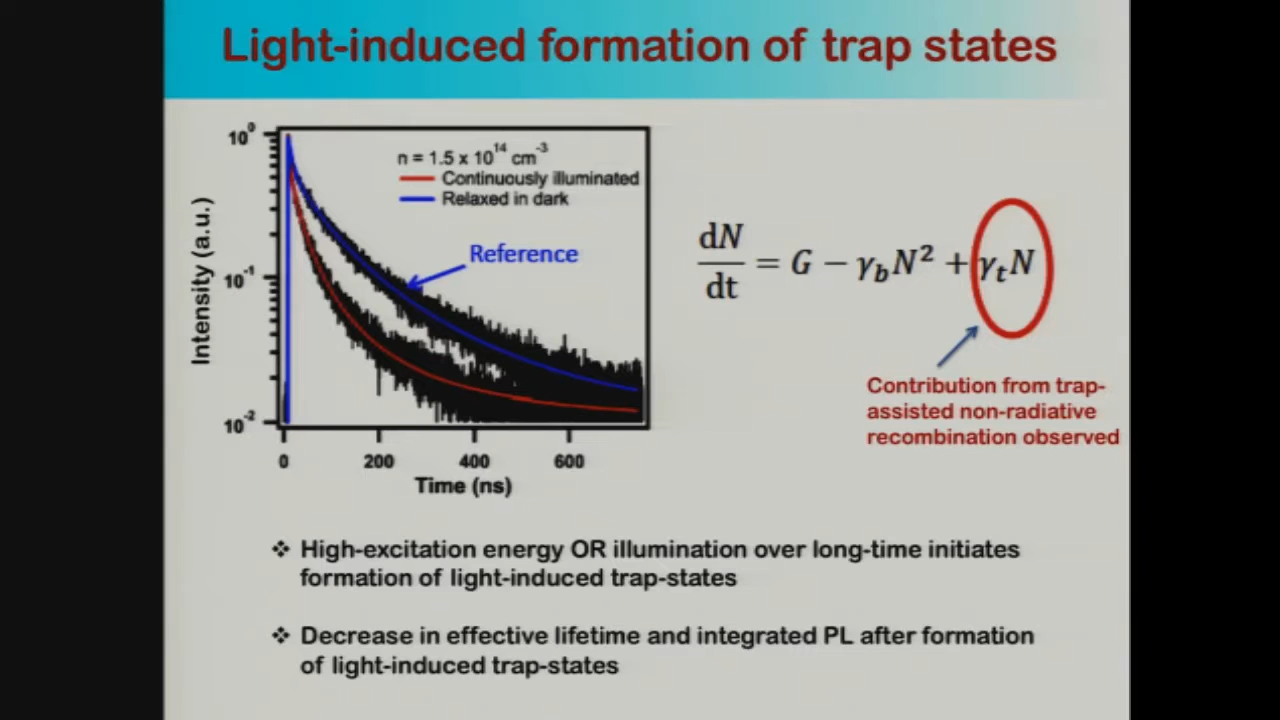 Light-induced formation of trap states
n = 1.5 x 10¹⁴ cm⁻³
Continuously illuminated
Relaxed in dark
Reference
10⁰
10⁻¹
10⁻²
Intensity (a.u.)
0 200 400 600
Time (ns)
dN/dt = G − γ_b N² + γ_t N
Contribution from trap-
assisted non-radiative
recombination observed
❖ High-excitation energy OR illumination over long-time initiates
formation of light-induced trap-states
❖ Decrease in effective lifetime and integrated PL after formation
of light-induced trap-states